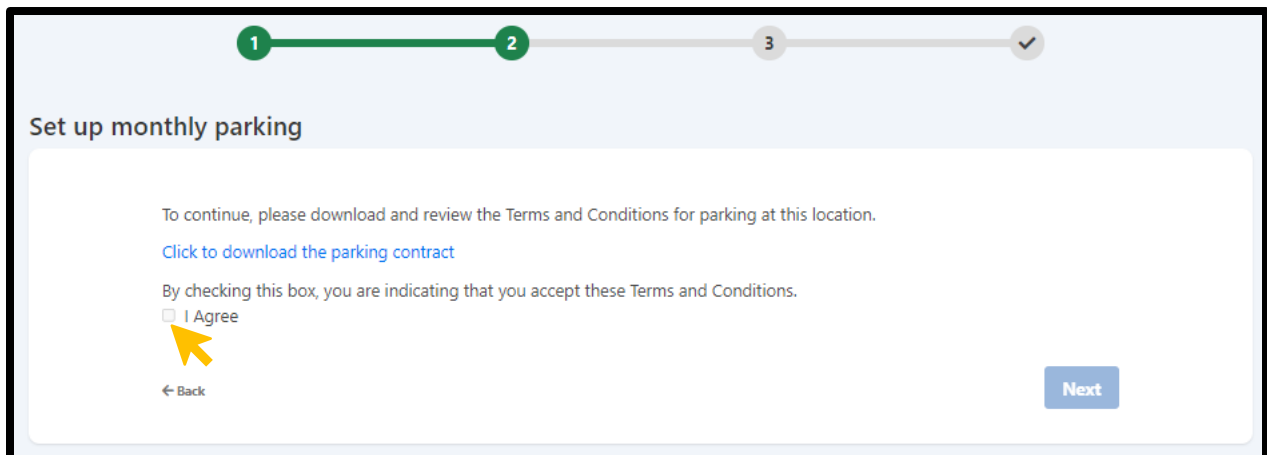 1 2 3
Set up monthly parking
To continue, please download and review the Terms and Conditions for parking at this location.
Click to download the parking contract
By checking this box, you are indicating that you accept these Terms and Conditions.
I Agree
Back
Next